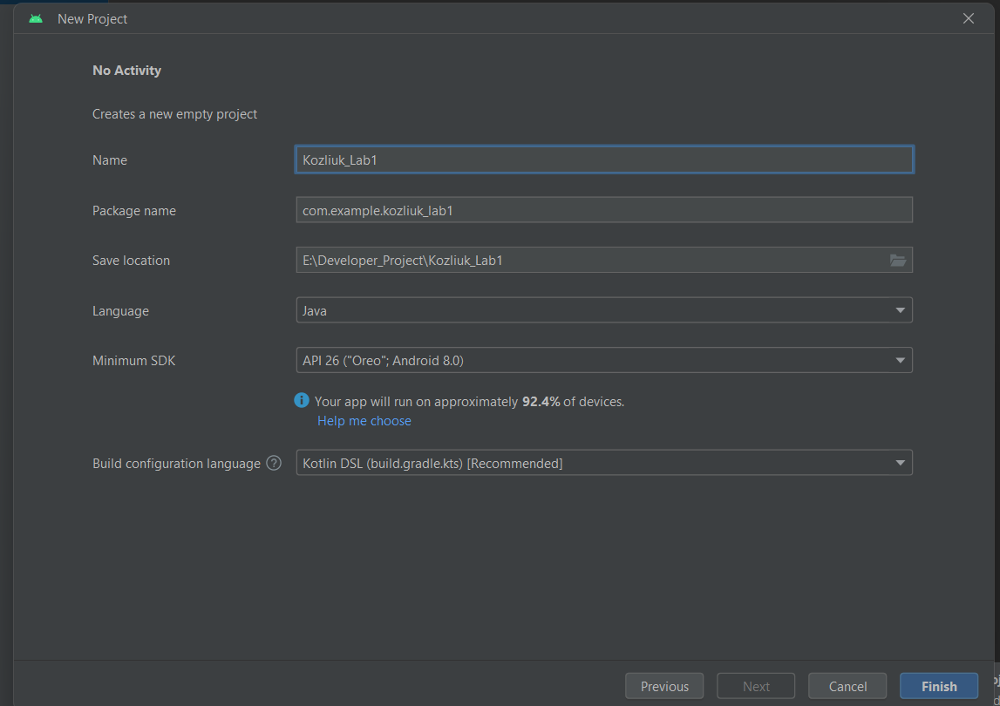 New Project
No Activity
Creates a new empty project
Name
Kozliuk_Lab1
Package name
com.example.kozliuk_lab1
Save location
E:\Developer_Project\Kozliuk_Lab1
Language
Java
Minimum SDK
API 26 ("Oreo"; Android 8.0)
Your app will run on approximately 92.4% of devices.
Help me choose
Build configuration language
Kotlin DSL (build.gradle.kts) [Recommended]
Previous
Next
Cancel
Finish